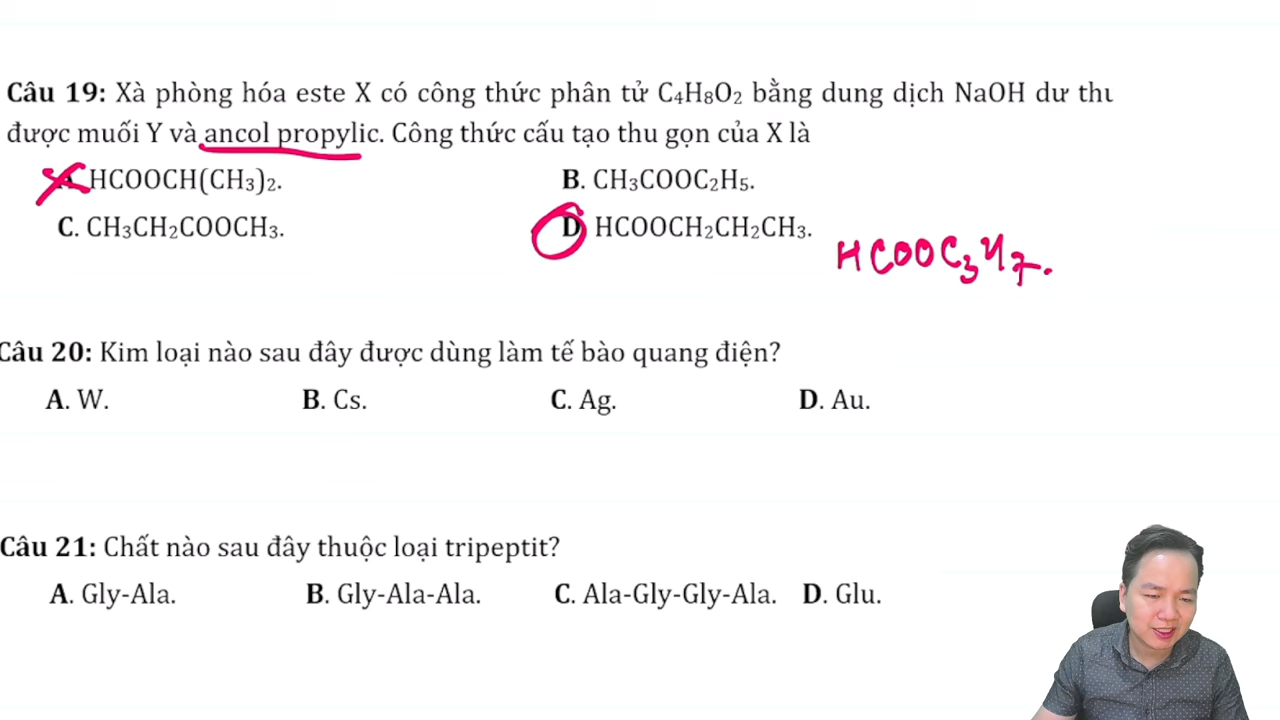 Câu 19: Xà phòng hóa este X có công thức phân tử C₄H₈O₂ bằng dung dịch NaOH dư thu
được muối Y và ancol propylic. Công thức cấu tạo thu gọn của X là
A. HCOOCH(CH₃)₂. B. CH₃COOC₂H₅.
C. CH₃CH₂COOCH₃. D HCOOCH₂CH₂CH₃.
HCOOC₃H₇.
Câu 20: Kim loại nào sau đây được dùng làm tế bào quang điện?
A. W. B. Cs. C. Ag. D. Au.
Câu 21: Chất nào sau đây thuộc loại tripeptit?
A. Gly-Ala. B. Gly-Ala-Ala. C. Ala-Gly-Gly-Ala. D. Glu.